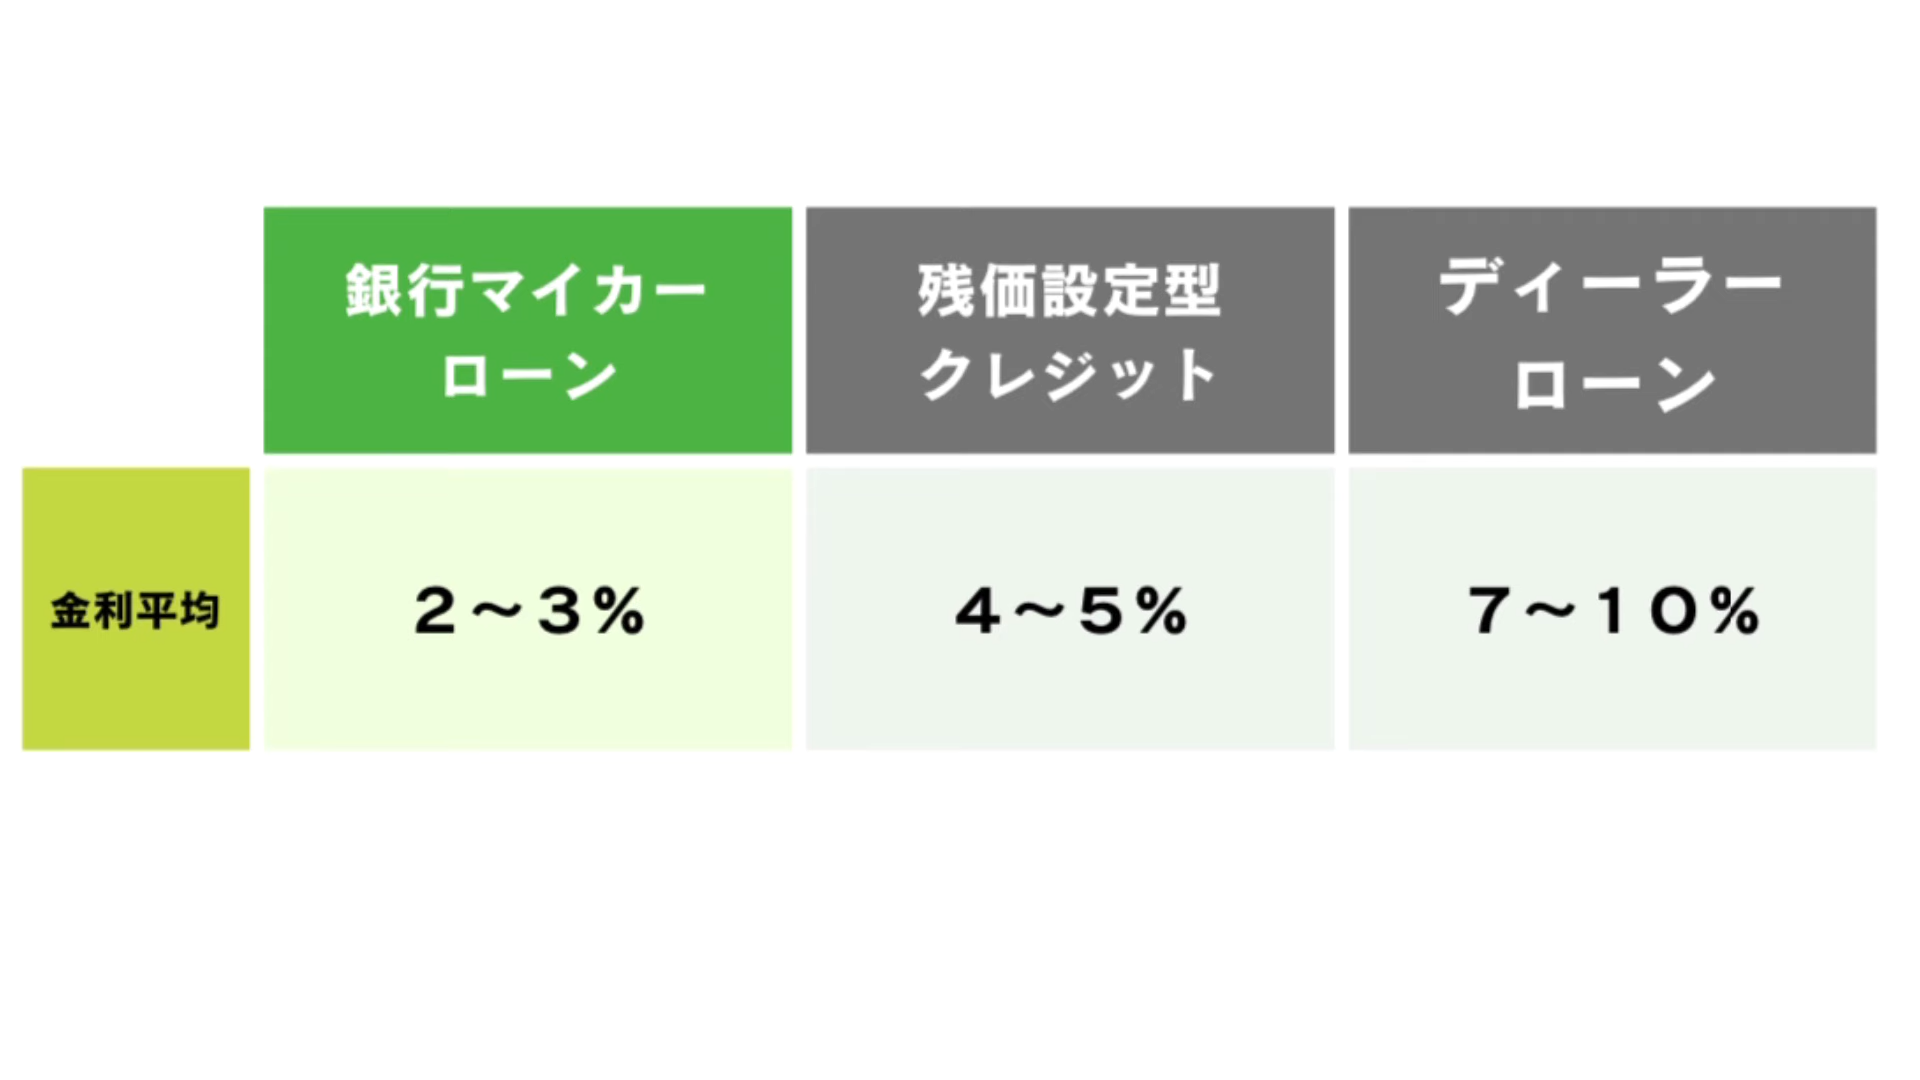 銀行マイカー
ローン
残価設定型
クレジット
ディーラー
ローン
金利平均
2～3%
4～5%
7～10%